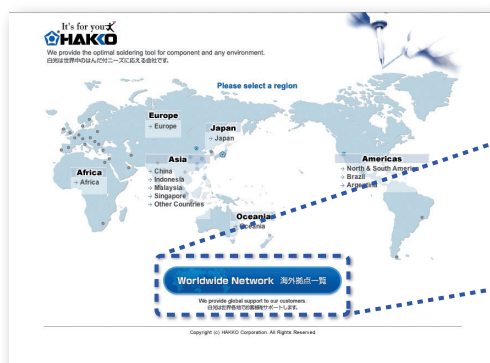 It's for you
HAKKO
We provide the optimal soldering tool for component and any environment.
白光は世界中のはんだ付ニーズに応える会社です。
Please select a region
Europe
→ Europe
Japan
→ Japan
Asia
→ China
→ Indonesia
→ Malaysia
→ Singapore
→ Other Countries
Africa
→ Africa
Americas
→ North & South America
→ Brazil
→ Argentina
Oceania
→ Oceania
Worldwide Network 海外拠点一覧
We provide global support to our customers.
白光は世界各地でお客様をサポートします。
Copyright (c) HAKKO Corporation. All Rights Reserved.